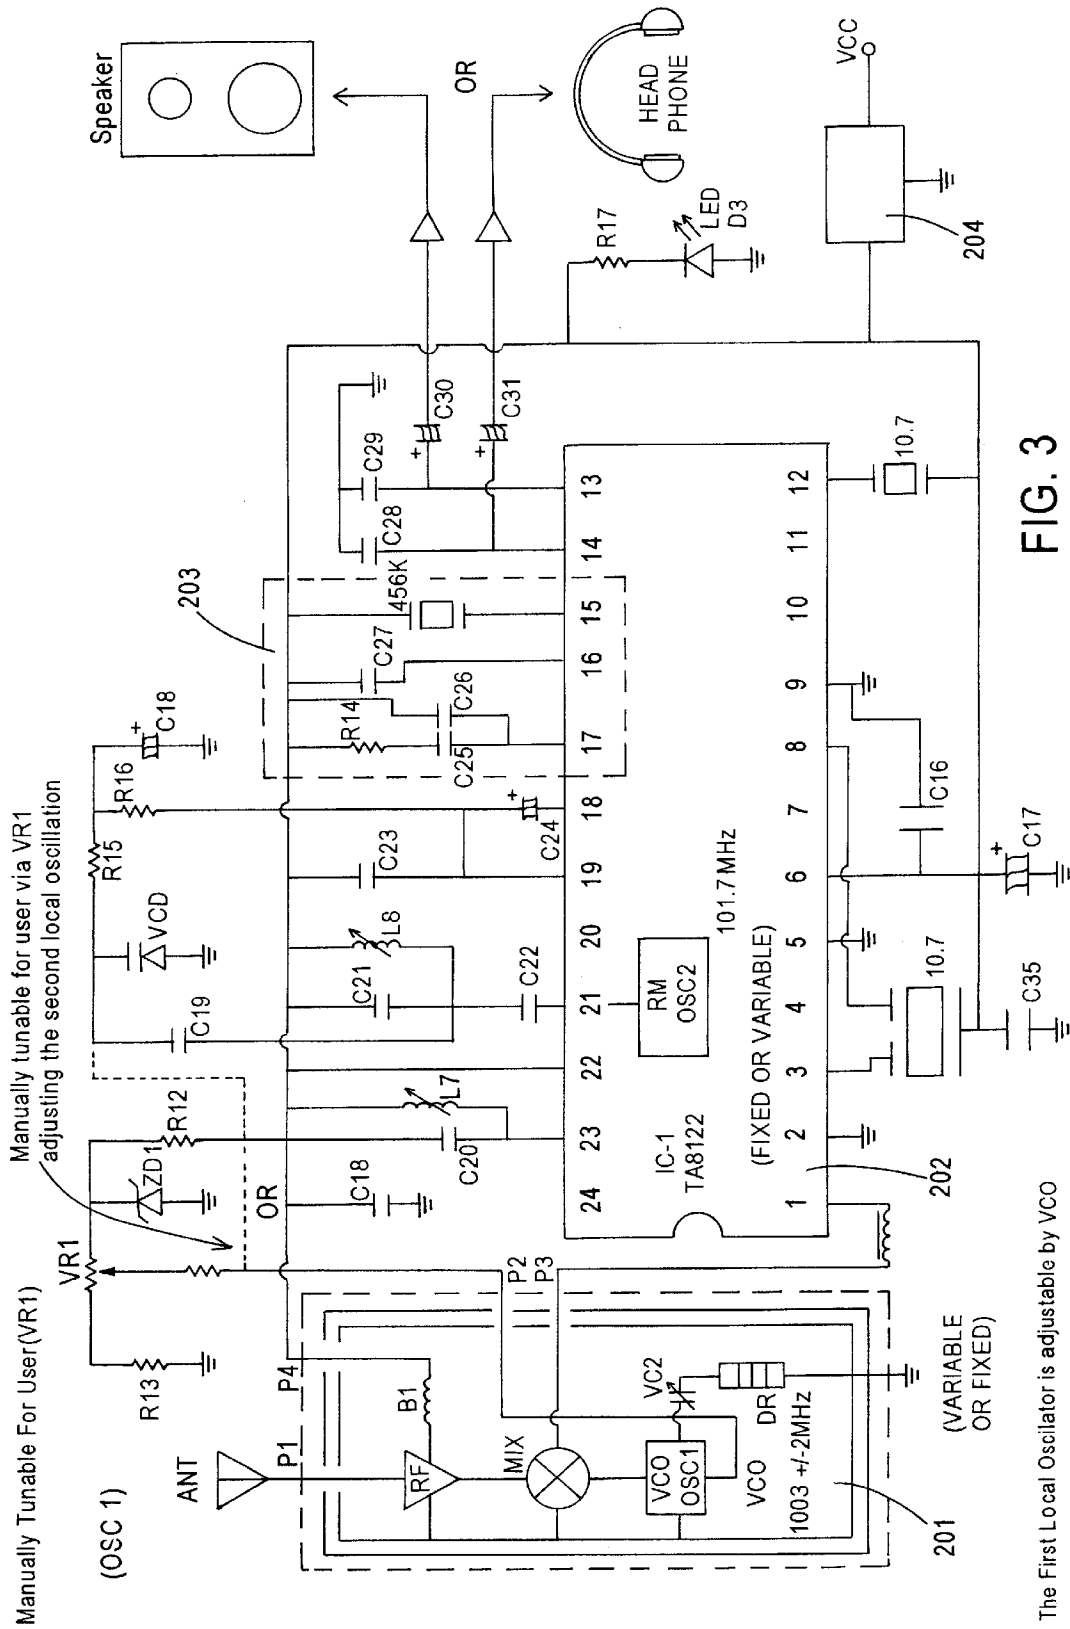 Manually Tunable For User(VR1)
Manually tunable for user via VR1
adjusting the second local oscillation
(OSC 1)
ANT
P1
R13
VR1
ZD1
R12
C19
VCD
R15
R16
+
C18
203
Speaker
OR
P4
OR
C18
C20
L7
C21
L8
C22
C23
+
C24
R14
C25
C26
C27
456K
C28
C29
+
C30
+
C31
OR
HEAD
PHONE
R17
LED
D3
VCC
204
24
23
22
21
20
19
18
17
16
15
14
13
IC-1
TA8122
RM
OSC2
101.7MHz
(FIXED OR VARIABLE)
1
2
3
4
5
6
7
8
9
10
11
12
202
10.7
C35
C16
+
C17
10.7
P2
P3
B1
RF
MIX
VCO
OSC1
VC2
DR
VCO
1003 +/-2MHz
201
(VARIABLE
OR FIXED)
The First Local Oscilator is adjustable by VCO
FIG. 3